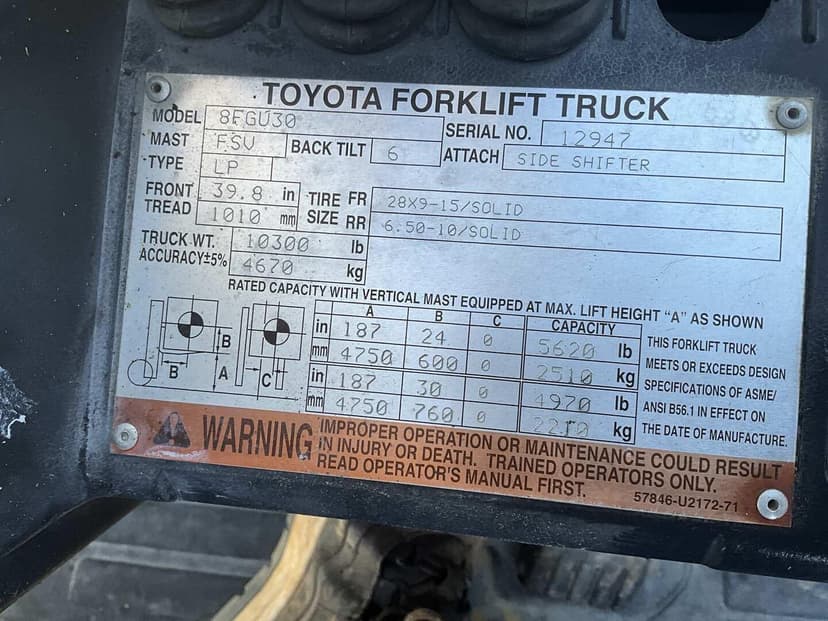 TOYOTA FORKLIFT TRUCK
MODEL 8FGU30 SERIAL NO. 12947
MAST FSV BACK TILT 6 ATTACH SIDE SHIFTER
TYPE LP
FRONT TREAD 39.8 in TIRE SIZE FR 28X9-15/SOLID
1010 mm RR 6.50-10/SOLID
TRUCK WT. 10300 lb
ACCURACY±5% 4670 kg
RATED CAPACITY WITH VERTICAL MAST EQUIPPED AT MAX. LIFT HEIGHT "A" AS SHOWN
A B C CAPACITY
in 187 24 0 5620 lb
mm 4750 600 0 2510 kg
in 187 30 0 4970 lb
mm 4750 760 0 kg
B B A C
THIS FORKLIFT TRUCK
MEETS OR EXCEEDS DESIGN
SPECIFICATIONS OF ASME/
ANSI B56.1 IN EFFECT ON
THE DATE OF MANUFACTURE.
WARNING
IMPROPER OPERATION OR MAINTENANCE COULD RESULT
IN INJURY OR DEATH. TRAINED OPERATORS ONLY.
READ OPERATOR'S MANUAL FIRST.
57846-U2172-71